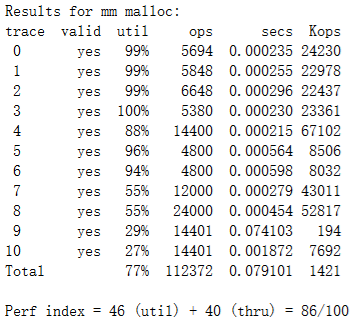 Results for mm malloc:
trace valid util ops secs Kops
0 yes 99% 5694 0.000235 24230
1 yes 99% 5848 0.000255 22978
2 yes 99% 6648 0.000296 22437
3 yes 100% 5380 0.000230 23361
4 yes 88% 14400 0.000215 67102
5 yes 96% 4800 0.000564 8506
6 yes 94% 4800 0.000598 8032
7 yes 55% 12000 0.000279 43011
8 yes 55% 24000 0.000454 52817
9 yes 29% 14401 0.074103 194
10 yes 27% 14401 0.001872 7692
Total 77% 112372 0.079101 1421
Perf index = 46 (util) + 40 (thru) = 86/100